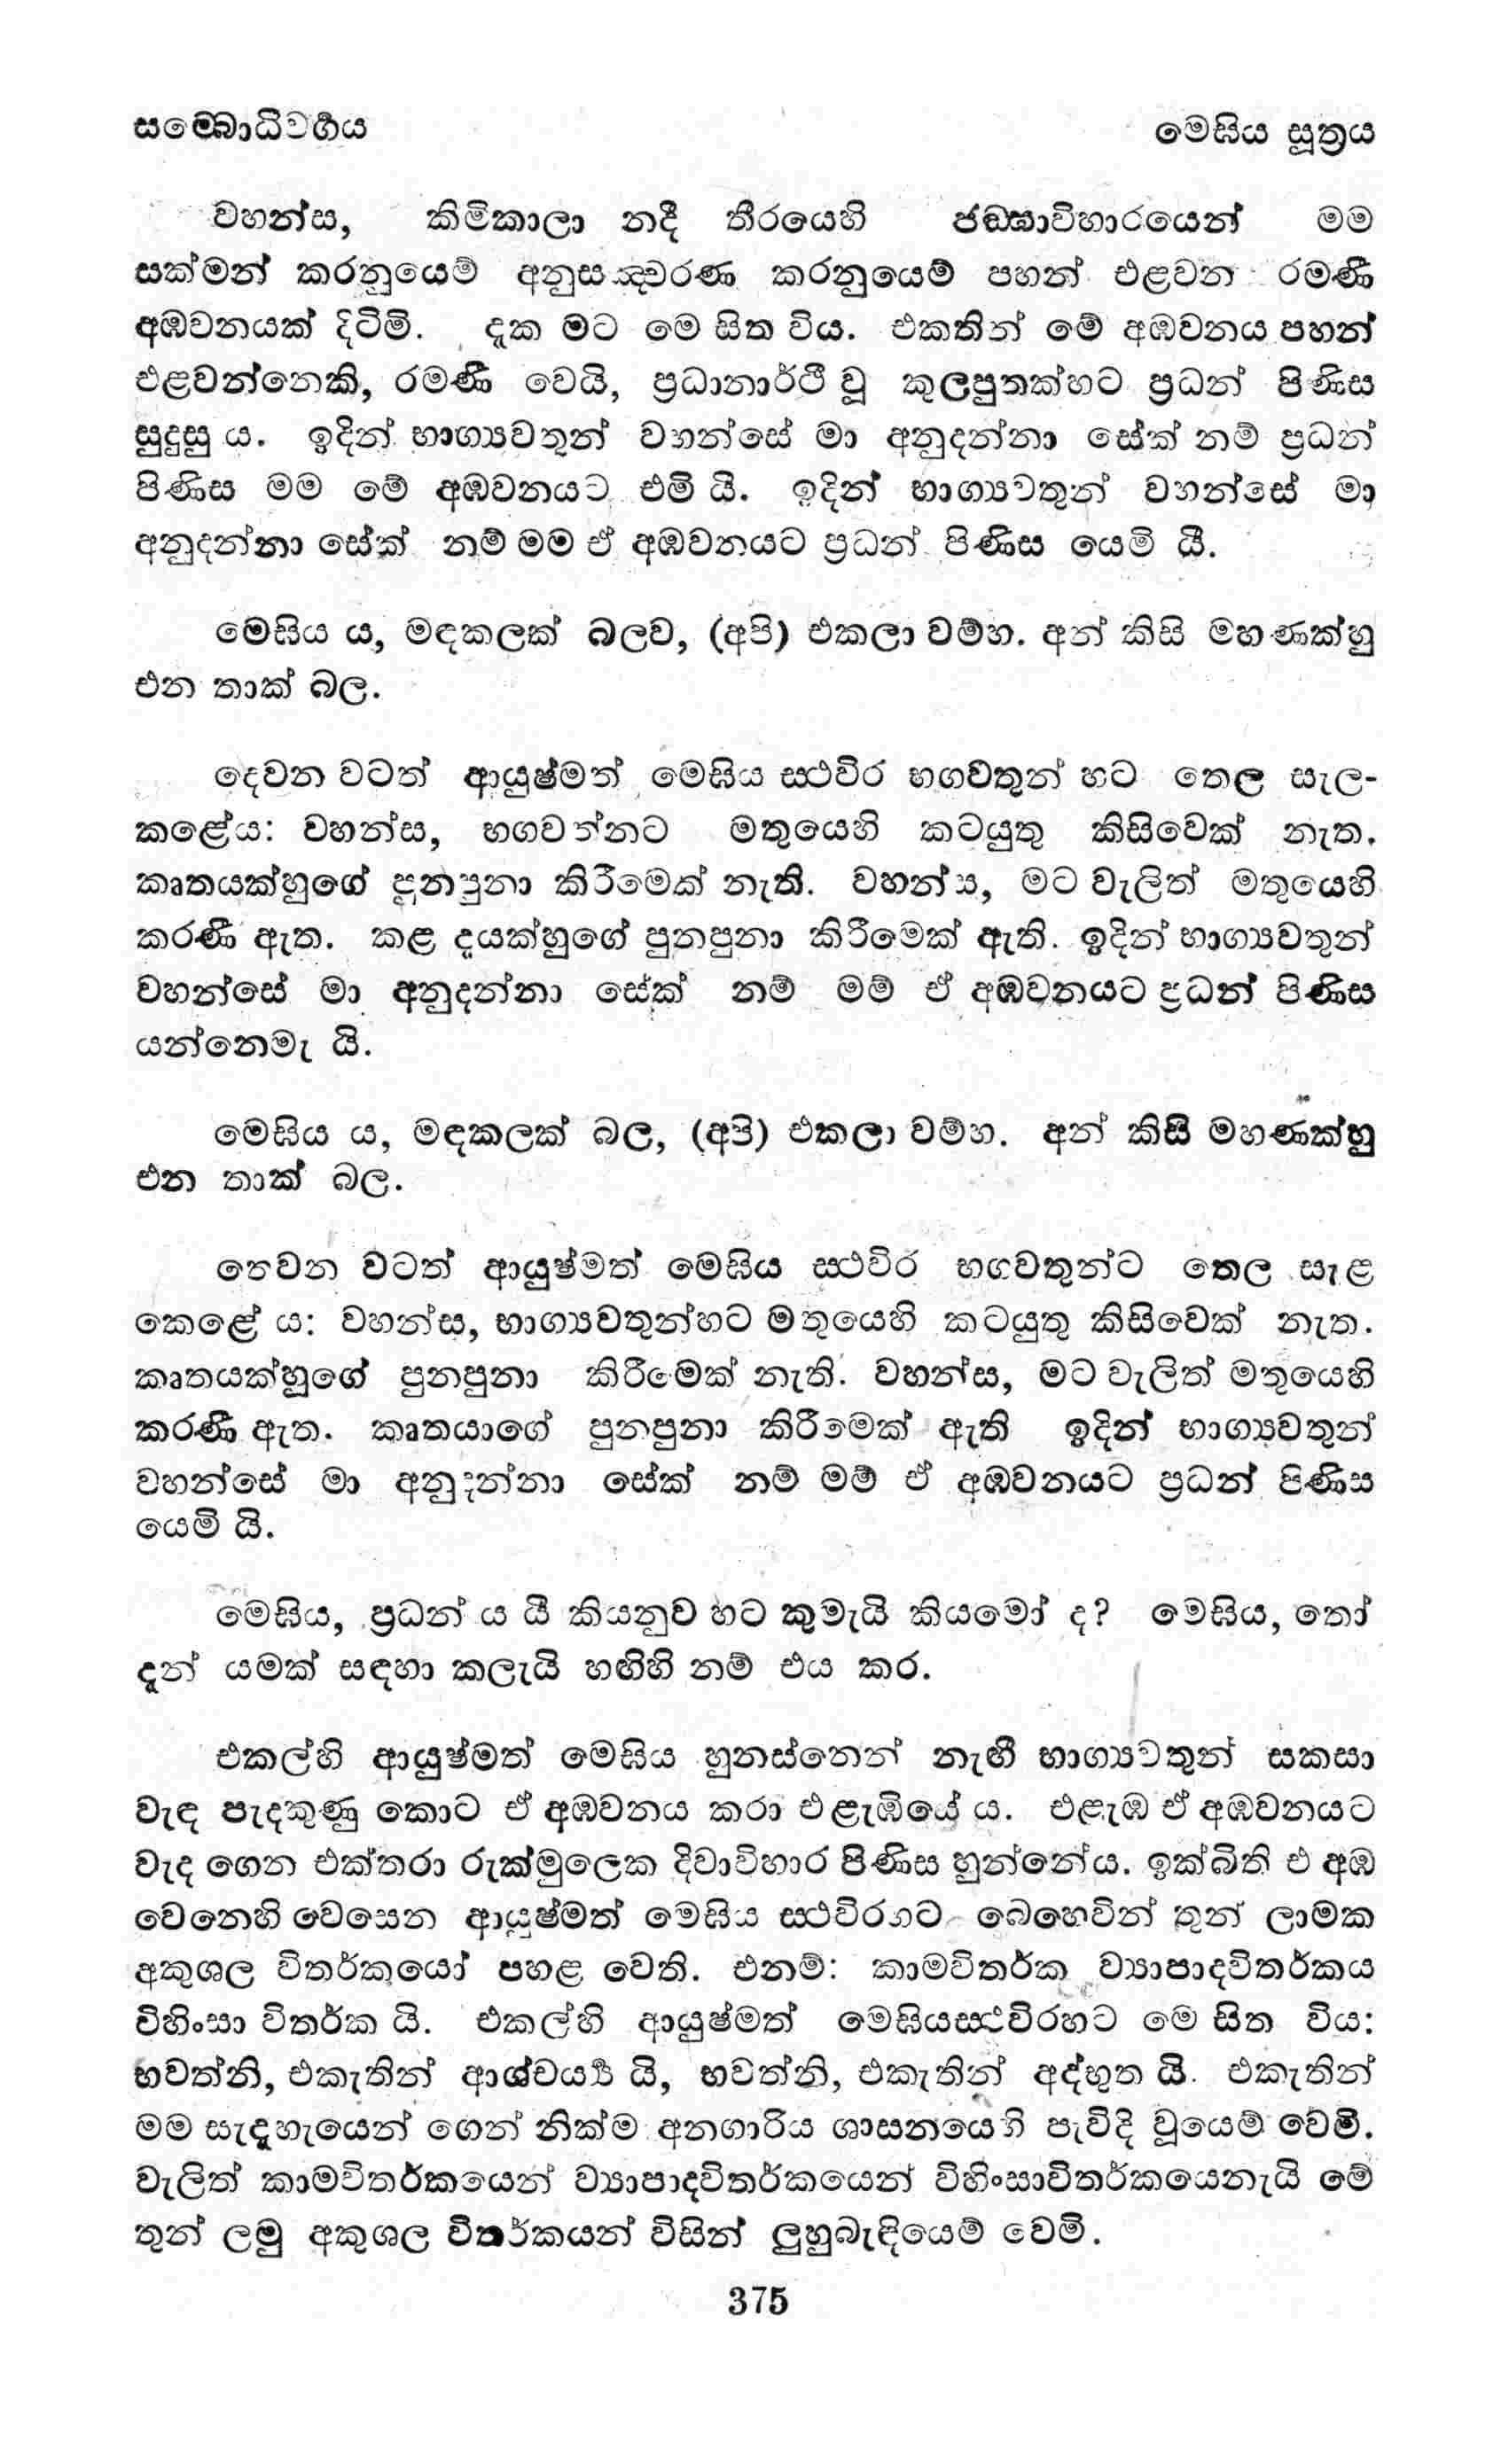 සම්බොධිවර්ගය	මෙඝිය සූත්‍රය
වහන්ස, කිමිකාලා නදී තීරයෙහි ජඞ්ඝාවිහාරයෙන් මම
සක්මන් කරනුයෙම් අනුසඤ්චරණ කරනුයෙම් පහන් එළවන රමණී
අඹවනයක් දිටිමි. දැක මට මෙ සිත විය. එකතින් මේ අඹවනය පහන්
එළවන්නෙකි, රමණී වෙයි, ප්‍රධානාර්ථී වූ කුලපුතක්හට ප්‍රධන් පිණිස
සුදුසු ය. ඉදින් භාග්‍යවතුන් වහන්සේ මා අනුදන්නා සේක් නම් ප්‍රධන්
පිණිස මම මේ අඹවනයට එමි යි. ඉදින් භාග්‍යවතුන් වහන්සේ මා
අනුදන්නා සේක් නම් මම ඒ අඹවනයට ප්‍රධන් පිණිස යෙමි යී.
මෙඝිය ය, මඳකලක් බලව, (අපි) එකලා වම්හ. අන් කිසි මහණක්හු
එන තාක් බල.
දෙවන වටත් ආයුෂ්මත් මෙඝිය ස්ථවිර භගවතුන් හට තෙල සැල-
කළේය: වහන්ස, භගවත්නට මතුයෙහි කටයුතු කිසිවෙක් නැත.
කෘතයක්හුගේ පුනපුනා කිරීමෙක් නැති. වහන්ස, මට වැලිත් මතුයෙහි
කරණී ඇත. කළ දැයක්හුගේ පුනපුනා කිරීමෙක් ඇති. ඉදින් භාග්‍යවතුන්
වහන්සේ මා අනුදන්නා සේක් නම් මම් ඒ අඹවනයට ප්‍රධන් පිණිස
යන්නෙමැ යි.
මෙඝිය ය, මඳකලක් බල, (අපි) එකලා වම්හ. අන් කිසි මහණක්හු
එන තාක් බල.
තෙවන වටත් ආයුෂ්මත් මෙඝිය ස්ථවිර භගවතුන්ට තෙල සැළ
කෙළේ ය: වහන්ස, භාග්‍යවතුන්හට මතුයෙහි කටයුතු කිසිවෙක් නැත.
කෘතයක්හුගේ පුනපුනා කිරීමෙක් නැති. වහන්ස, මට වැලිත් මතුයෙහි
කරණී ඇත. කෘතයාගේ පුනපුනා කිරීමෙක් ඇති ඉදින් භාග්‍යවතුන්
වහන්සේ මා අනුදන්නා සේක් නම් මම් ඒ අඹවනයට ප්‍රධන් පිණිස
යෙමි යි.
මෙඝිය, ප්‍රධන් ය යී කියනුව හට කුමැයි කියමෝ ද? මෙඝිය, තෝ
දැන් යමක් සඳහා කලැයි හඟිහි නම් එය කර.
එකල්හි ආයුෂ්මත් මෙඝිය හුනස්නෙන් නැඟී භාග්‍යවතුන් සකසා
වැඳ පැදකුණු කොට ඒ අඹවනය කරා එළැඹියේ ය. එළැඹ ඒ අඹවනයට
වැද ගෙන එක්තරා රුක්මුලෙක දිවාවිහාර පිණිස හුන්නේය. ඉක්බිති එ අඹ
වෙනෙහි වෙසෙන ආයුෂ්මත් මෙඝිය ස්ථවිරහට බෙහෙවින් තුන් ලාමක
අකුශල විතර්කයෝ පහළ වෙති. එනම්: කාමවිතර්ක ව්‍යාපාදවිතර්කය
විහිංසා විතර්ක යි. එකල්හි ආයුෂ්මත් මෙඝියස්ථවිරහට මෙ සිත විය:
භවත්නි, එකැතින් ආශ්චර්‍ය්‍ය යි, භවත්නි, එකැතින් අද්භුත යි. එකැතින්
මම සැදැහැයෙන් ගෙන් නික්ම අනගාරිය ශාසනයෙහි පැවිදි වූයෙම් වෙමි.
වැලිත් කාමවිතර්කයෙන් ව්‍යාපාදවිතර්කයෙන් විහිංසාවිතර්කයෙනැයි මේ
තුන් ලමු අකුශල විතර්කයන් විසින් ලුහුබැඳියෙම් වෙමි.
375